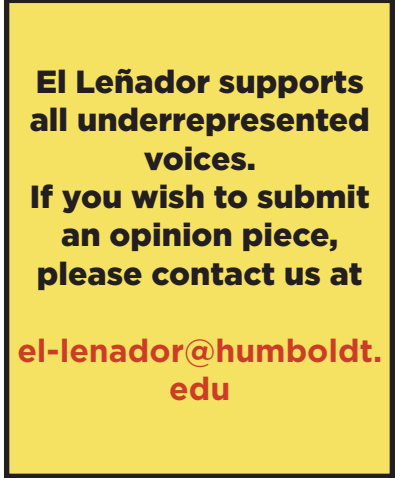 El Leñador supports
all underrepresented
voices.
If you wish to submit
an opinion piece,
please contact us at
el-lenador@humboldt.
edu